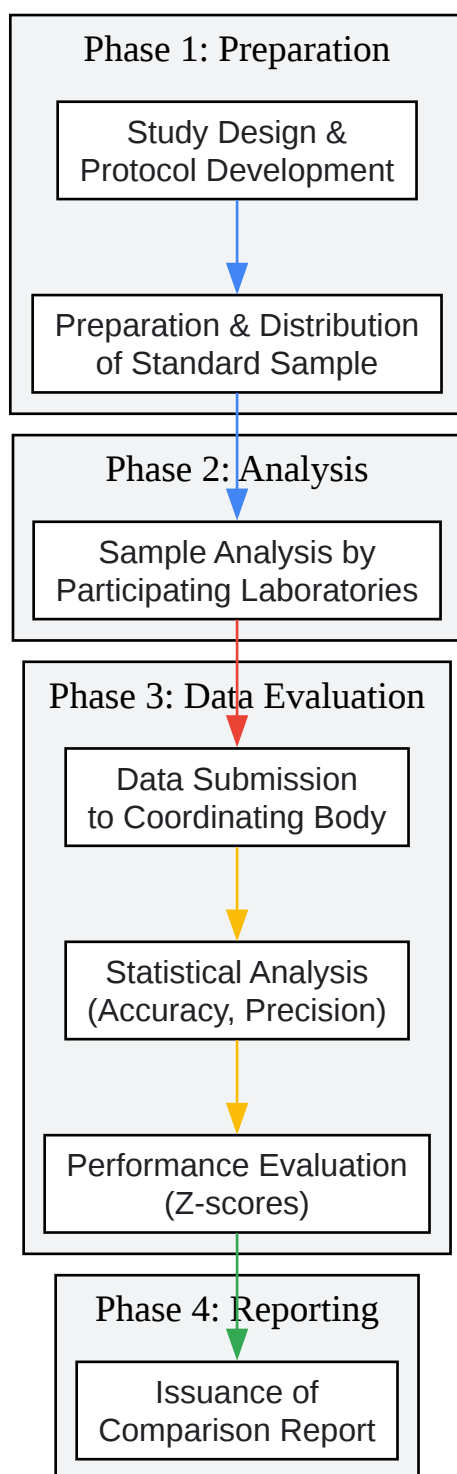 Phase 1: Preparation
Study Design &
Protocol Development
Preparation & Distribution
of Standard Sample
Phase 2: Analysis
Sample Analysis by
Participating Laboratories
Phase 3: Data Evaluation
Data Submission
to Coordinating Body
Statistical Analysis
(Accuracy, Precision)
Performance Evaluation
(Z-scores)
Phase 4: Reporting
Issuance of
Comparison Report